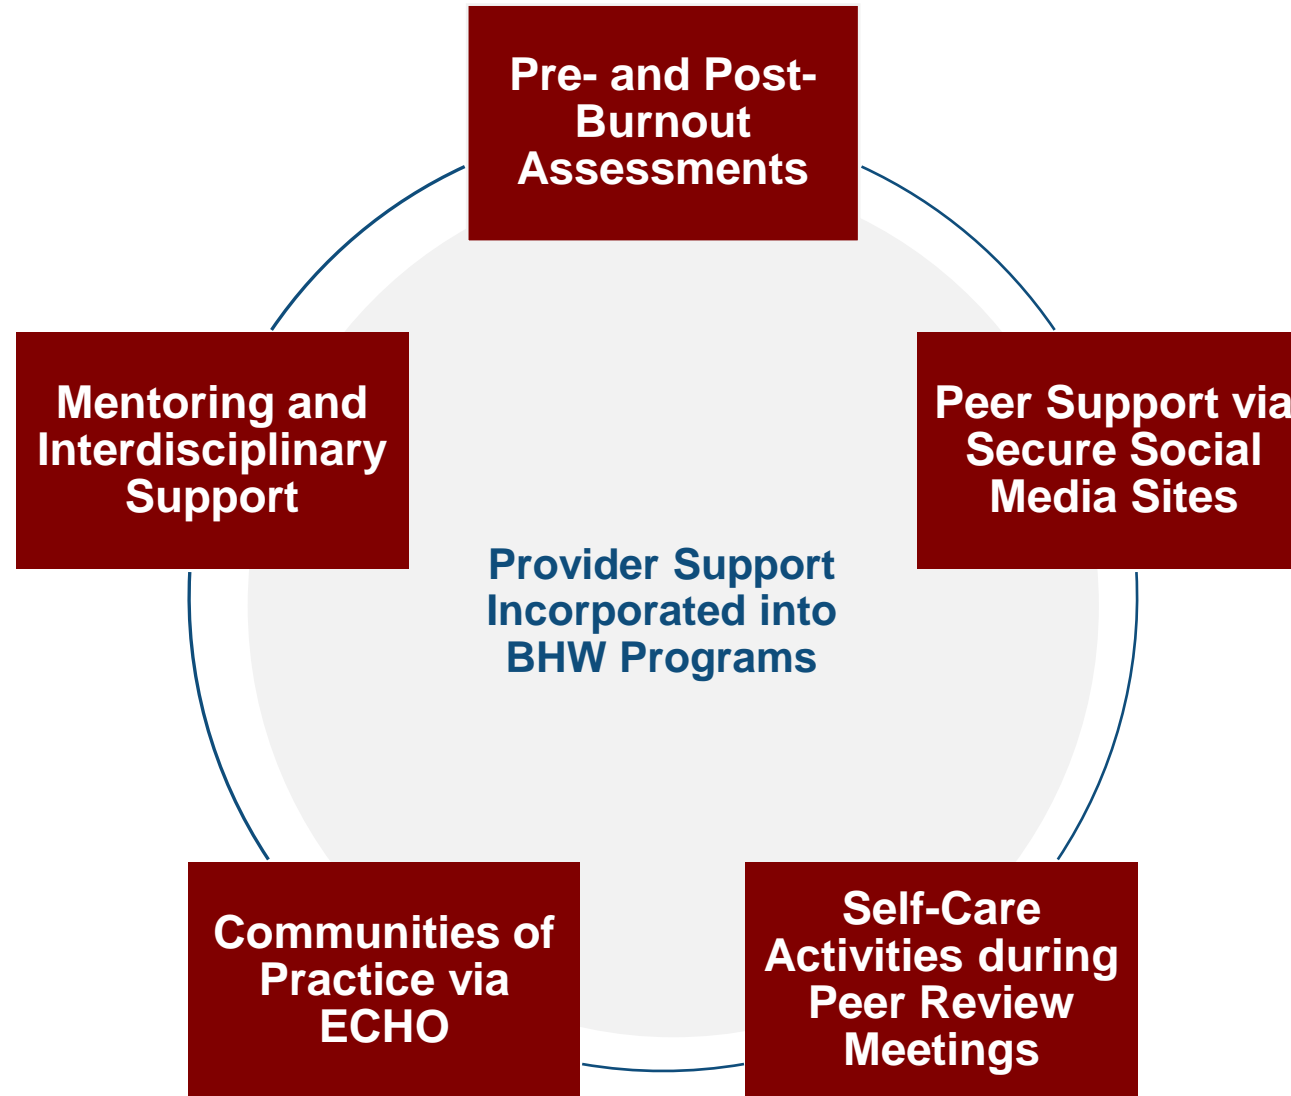 Pre- and Post-
Burnout
Assessments
Peer Support via
Secure Social
Media Sites
Self-Care
Activities during
Peer Review
Meetings
Communities of
Practice via
ECHO
Mentoring and
Interdisciplinary
Support
Provider Support
Incorporated into
BHW Programs